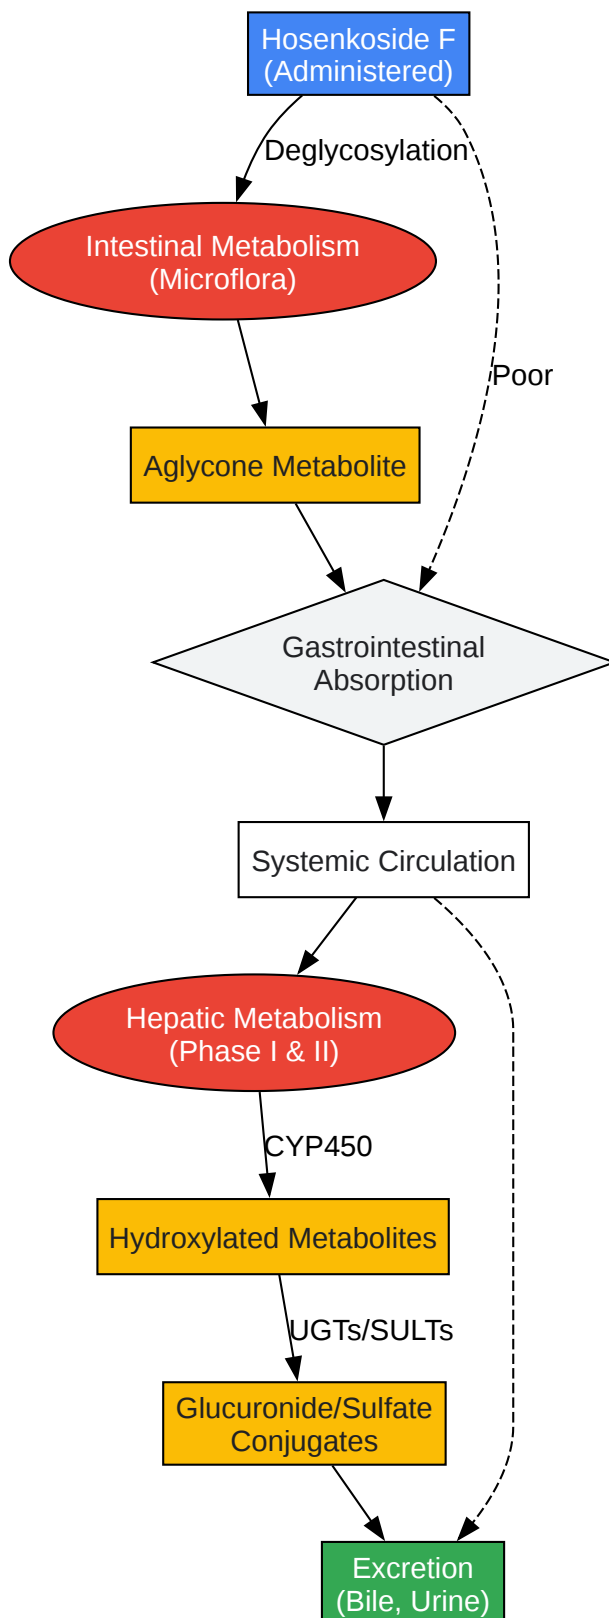 Hosenkoside F
(Administered)
Deglycosylation
Intestinal Metabolism
(Microflora)
Poor
Aglycone Metabolite
Gastrointestinal
Absorption
Systemic Circulation
Hepatic Metabolism
(Phase I & II)
CYP450
Hydroxylated Metabolites
UGTs/SULTs
Glucuronide/Sulfate
Conjugates
Excretion
(Bile, Urine)